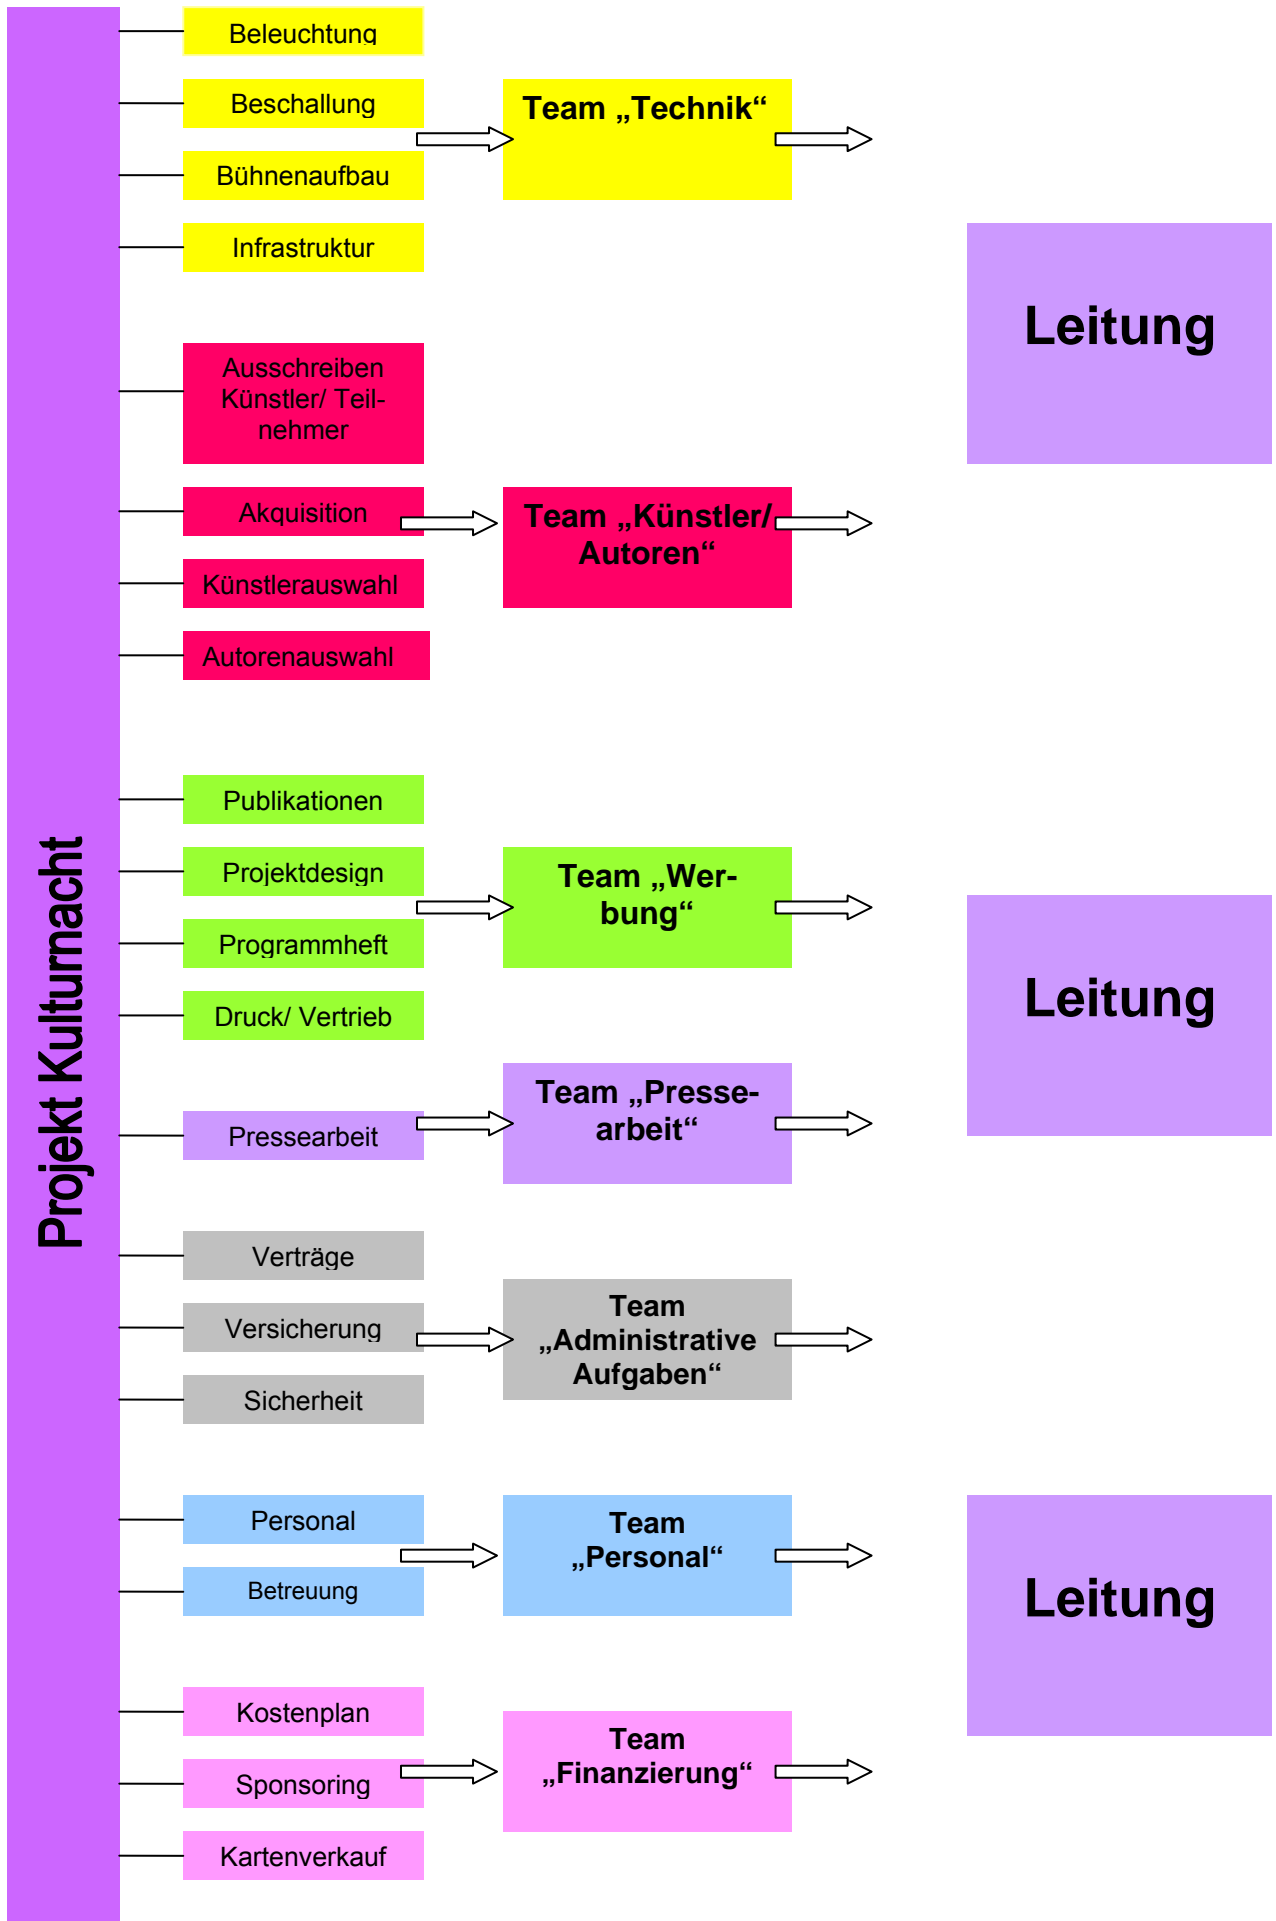 Projekt Kulturnacht
Beleuchtung
Beschallung
Bühnenaufbau
Infrastruktur
Team „Technik“
Leitung
Ausschreiben
Künstler/ Teil-
nehmer
Akquisition
Künstlerauswahl
Autorenauswahl
Team „Künstler/
Autoren“
Publikationen
Projektdesign
Programmheft
Druck/ Vertrieb
Team „Wer-
bung“
Leitung
Pressearbeit
Team „Presse-
arbeit“
Verträge
Versicherung
Sicherheit
Team
„Administrative
Aufgaben“
Personal
Betreuung
Team
„Personal“
Leitung
Kostenplan
Sponsoring
Kartenverkauf
Team
„Finanzierung“